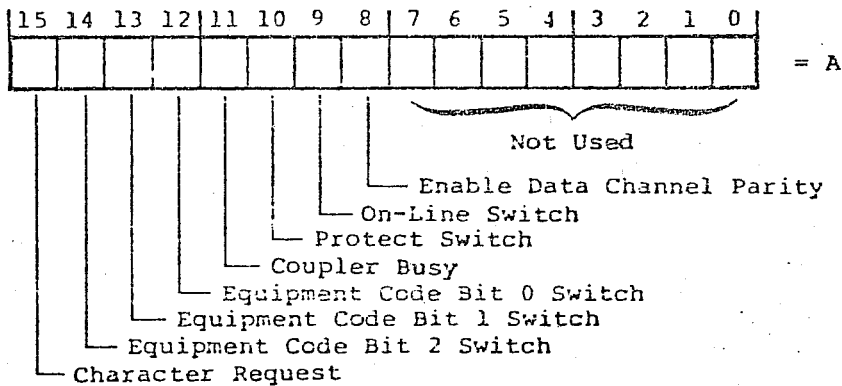 15 14 13 12 11 10 9 8 7 6 5 4 3 2 1 0
= A
Not Used
Enable Data Channel Parity
On-Line Switch
Protect Switch
Coupler Busy
Equipment Code Bit 0 Switch
Equipment Code Bit 1 Switch
Equipment Code Bit 2 Switch
Character Request